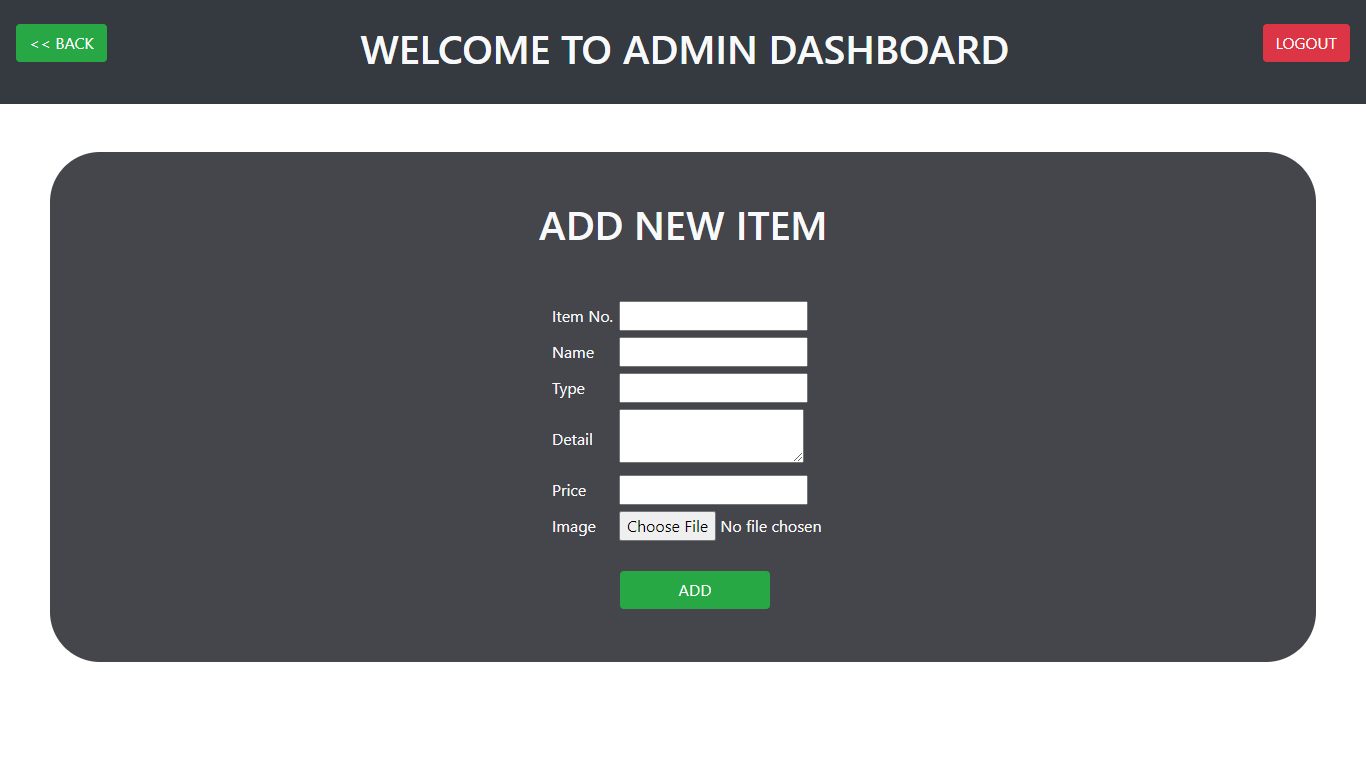 << BACK
WELCOME TO ADMIN DASHBOARD
LOGOUT
ADD NEW ITEM
Item No.
Name
Type
Detail
Price
Image Choose File No file chosen
ADD